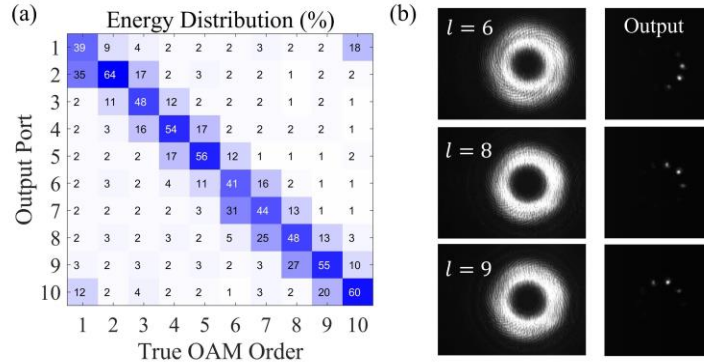 (a)
Energy Distribution (%)
Output Port
1 39 9 4 2 2 2 3 2 2 18
2 35 64 17 2 3 2 2 1 2 2
3 2 11 48 12 2 2 2 2 2 1
4 2 3 16 54 17 2 2 1 2 2
5 2 2 2 17 56 12 1 1 1 2
6 2 3 2 4 11 41 16 2 1 1
7 2 2 2 2 3 31 44 13 1 1
8 2 3 2 3 2 5 25 48 13 3
9 3 2 3 2 3 2 3 27 55 10
10 12 2 4 2 2 1 3 2 20 60
1 2 3 4 5 6 7 8 9 10
True OAM Order
(b)
l = 6
Output
l = 8
l = 9